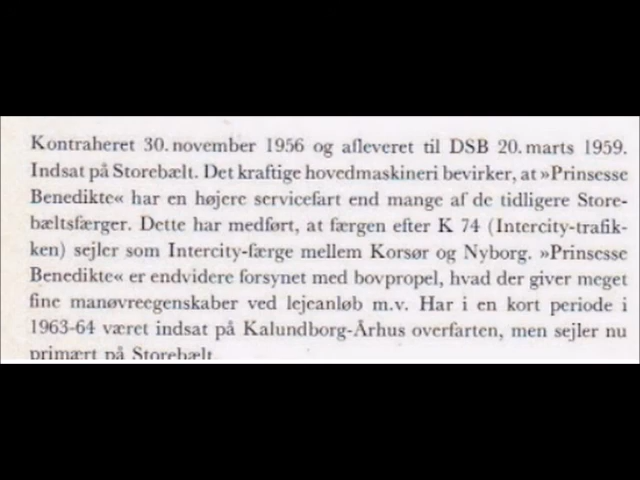 Kontraheret 30. november 1956 og afleveret til DSB 20. marts 1959.
Indsat på Storebælt. Det kraftige hovedmaskineri bevirker, at »Prinsesse
Benedikte« har en højere servicefart end mange af de tidligere Store-
bæltsfærger. Dette har medført, at færgen efter K 74 (Intercity-trafik-
ken) sejler som Intercity-færge mellem Korsør og Nyborg. »Prinsesse
Benedikte« er endvidere forsynet med bovpropel, hvad der giver meget
fine manøvreegenskaber ved lejeanløb m.v. Har i en kort periode i
1963-64 været indsat på Kalundborg-Århus overfarten, men sejler nu
primært på Storebælt.